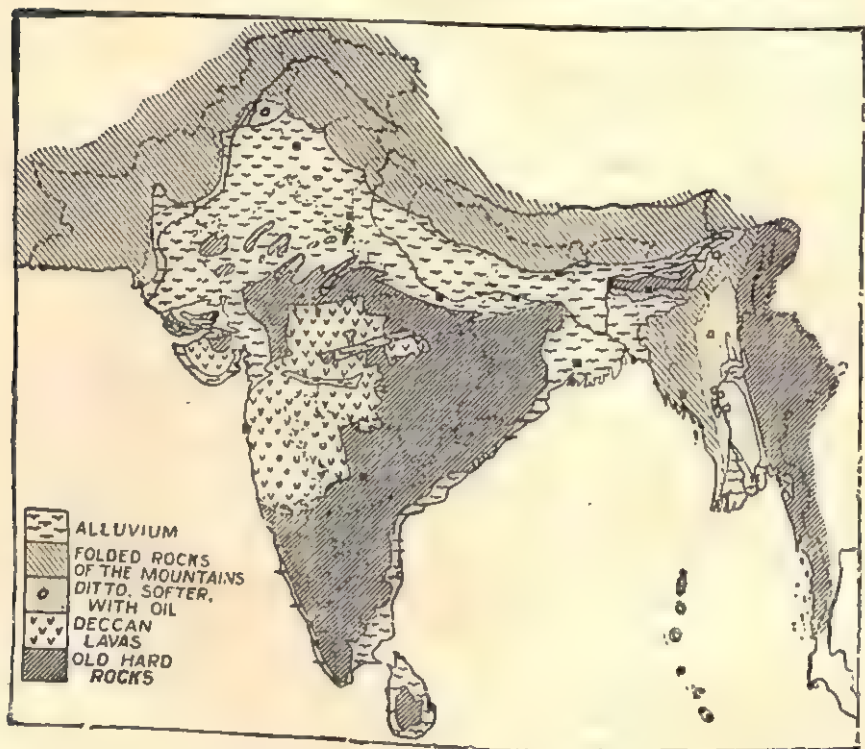 ALLUVIUM
FOLDED ROCKS
OF THE MOUNTAINS
DITTO, SOFTER,
WITH OIL
DECCAN
LAVAS
OLD HARD
ROCKS